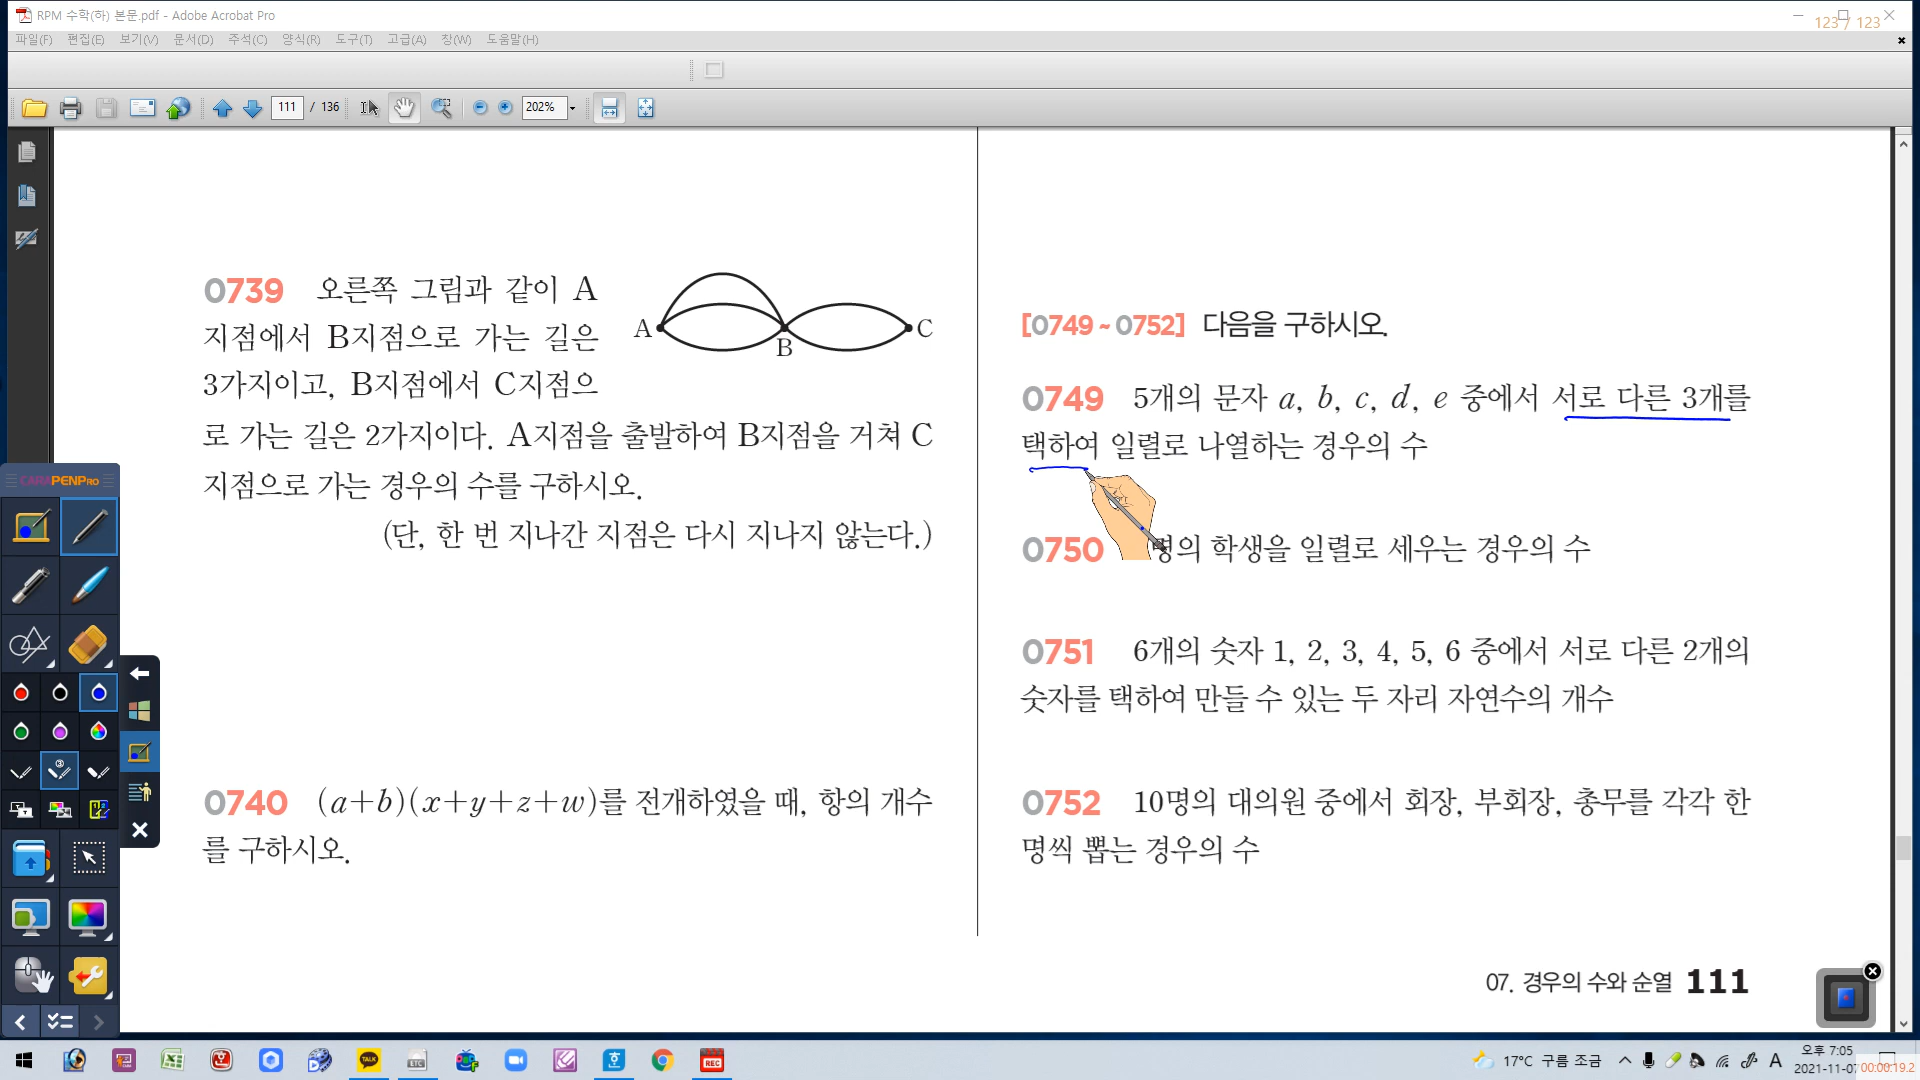 RPM 수학(하) 본문.pdf - Adobe Acrobat Pro
123 / 123
파일(F) 편집(E) 보기(V) 문서(D) 주석(C) 양식(R) 도구(T) 고급(A) 창(W) 도움말(H)
111 / 136
202%
0739 오른쪽 그림과 같이 A
지점에서 B지점으로 가는 길은
3가지이고, B지점에서 C지점으
로 가는 길은 2가지이다. A지점을 출발하여 B지점을 거쳐 C
지점으로 가는 경우의 수를 구하시오.
(단, 한 번 지나간 지점은 다시 지나지 않는다.)
A
B
C
0740 (a+b)(x+y+z+w)를 전개하였을 때, 항의 개수
를 구하시오.
[0749 ~ 0752] 다음을 구하시오.
0749 5개의 문자 a, b, c, d, e 중에서 서로 다른 3개를
택하여 일렬로 나열하는 경우의 수
0750 명의 학생을 일렬로 세우는 경우의 수
0751 6개의 숫자 1, 2, 3, 4, 5, 6 중에서 서로 다른 2개의
숫자를 택하여 만들 수 있는 두 자리 자연수의 개수
0752 10명의 대의원 중에서 회장, 부회장, 총무를 각각 한
명씩 뽑는 경우의 수
07. 경우의 수와 순열 111
CARAPENPRO
TALK
ETC
REC
17°C 구름 조금
A
오후 7:05
2021-11-07
00:00:19.2